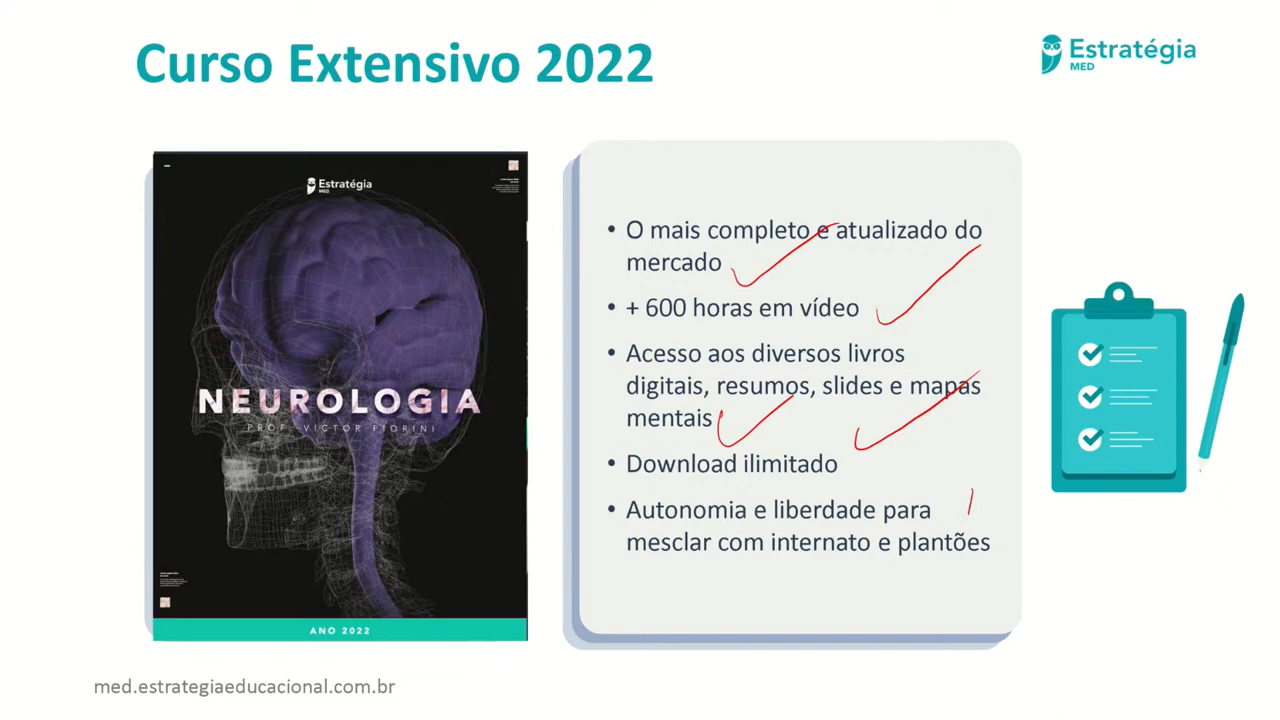 Curso Extensivo 2022
Estratégia
MED
Estratégia
MED
NEUROLOGIA
PROF. VICTOR FIORINI
ANO 2022
• O mais completo e atualizado do
mercado
• + 600 horas em vídeo
• Acesso aos diversos livros
digitais, resumos, slides e mapas
mentais
• Download ilimitado
• Autonomia e liberdade para
mesclar com internato e plantões
med.estrategiaeducacional.com.br